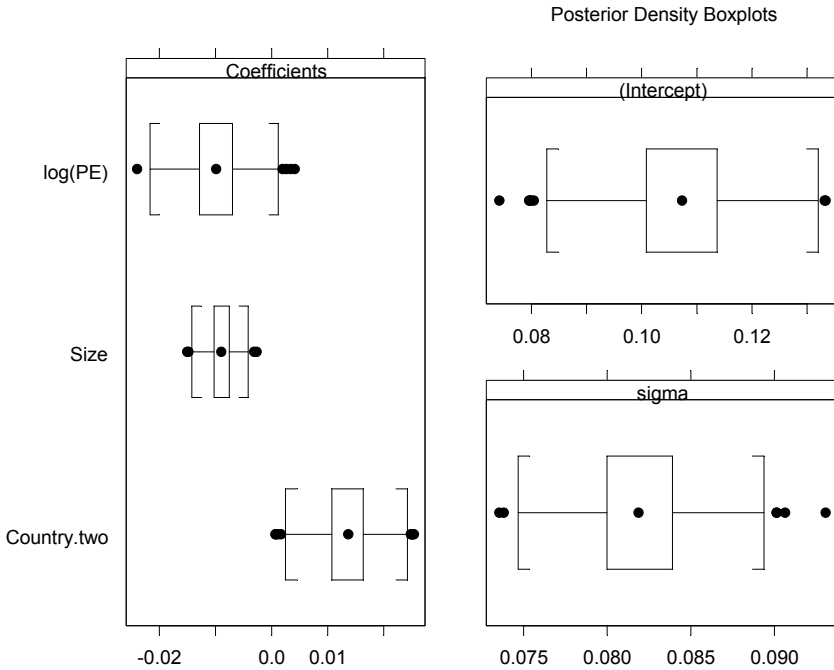 Posterior Density Boxplots
Coefficients
log(PE)
Size
Country.two
-0.02 0.0 0.01
(Intercept)
0.08 0.10 0.12
sigma
0.075 0.080 0.085 0.090